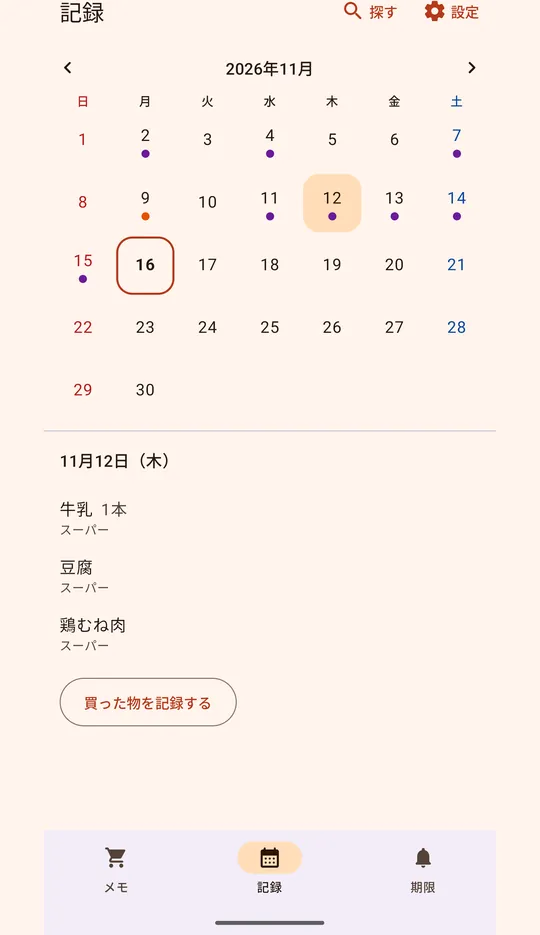 記録 探す 設定
2026年11月
日 月 火 水 木 金 土
1 2 3 4 5 6 7
8 9 10 11 12 13 14
15 16 17 18 19 20 21
22 23 24 25 26 27 28
29 30
11月12日（木）
牛乳 1本
スーパー
豆腐
スーパー
鶏むね肉
スーパー
買った物を記録する
メモ 記録 期限